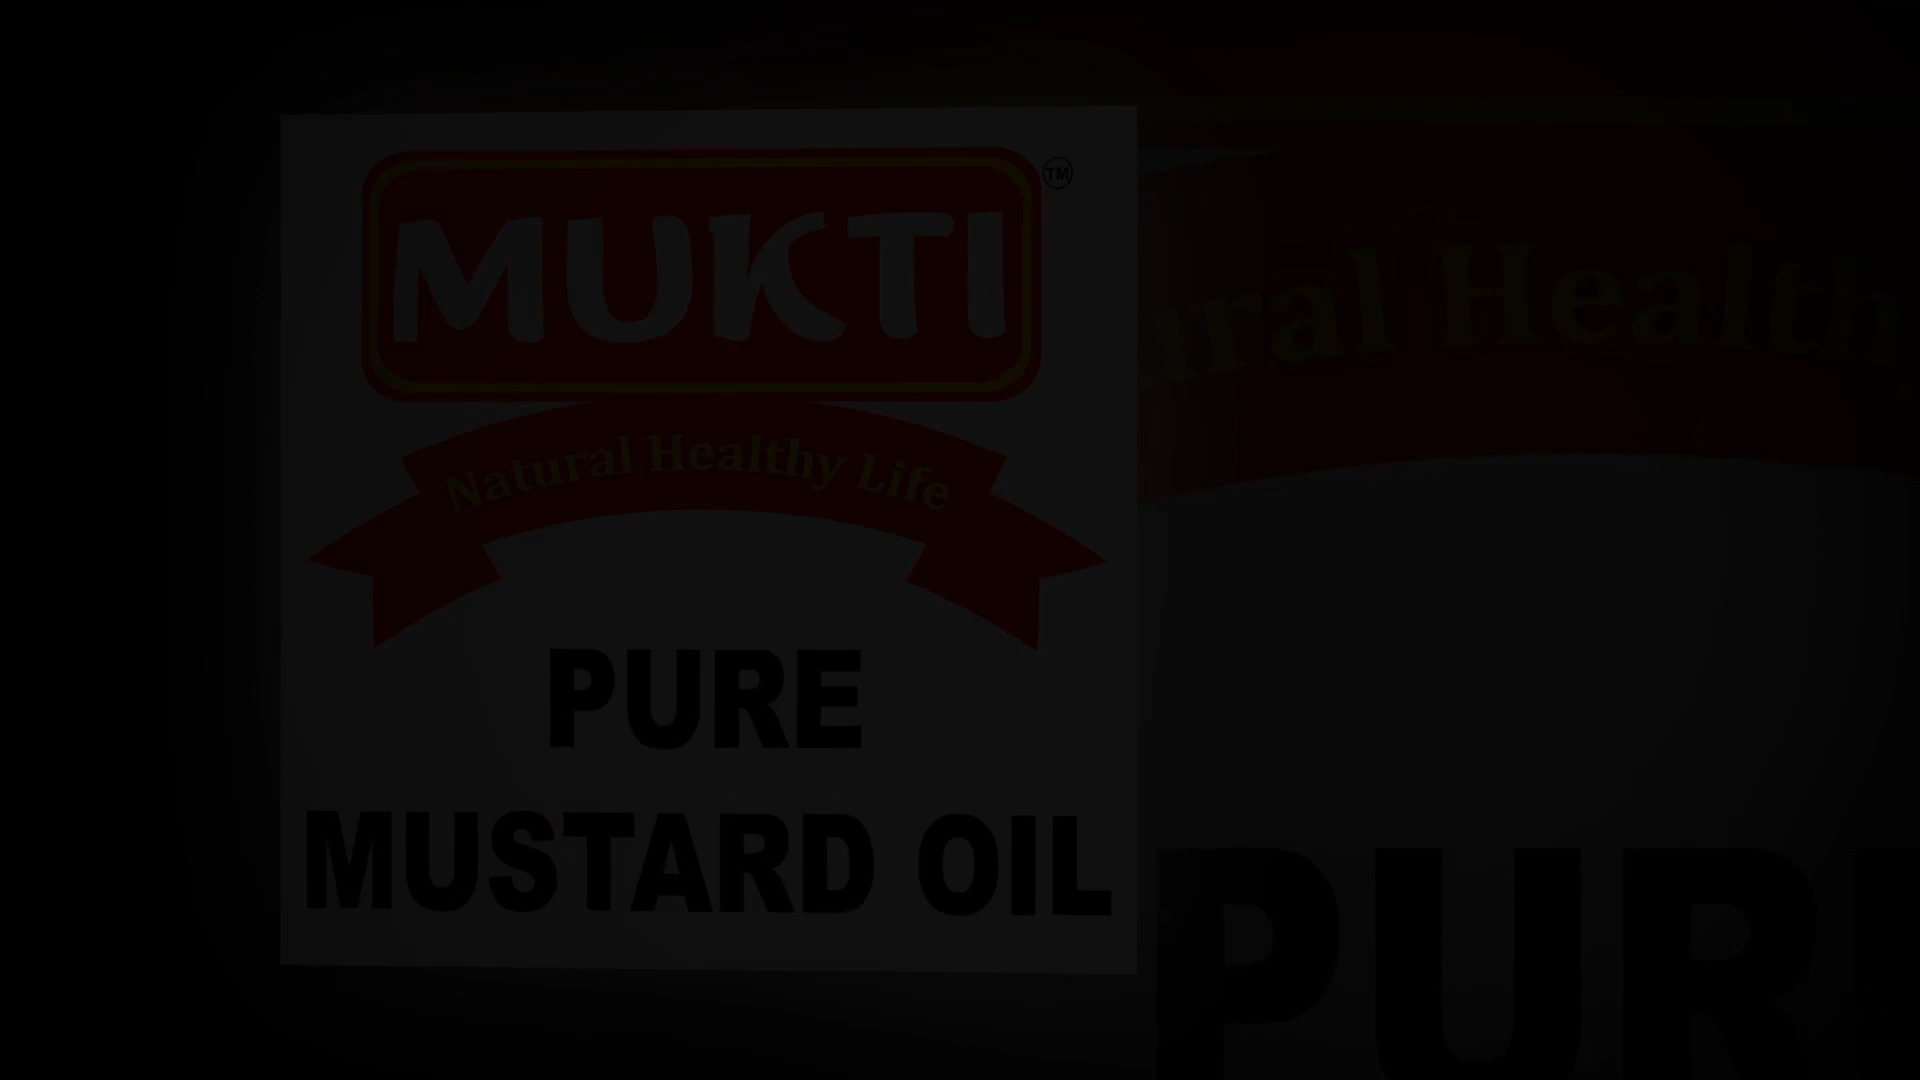 MUKTI
TM
Natural Healthy Life
PURE
MUSTARD OIL
ural Health
PUR